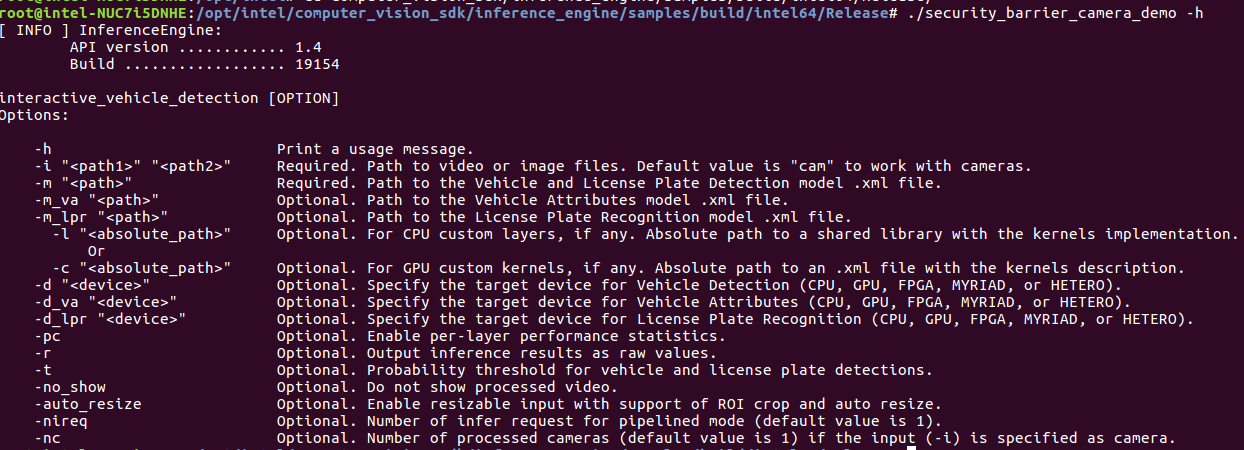 root@intel-NUC7i5DNHE:/opt/intel/computer_vision_sdk/inference_engine/samples/build/intel64/Release# ./security_barrier_camera_demo -h
[ INFO ] InferenceEngine:
        API version ............ 1.4
        Build .................. 19154

interactive_vehicle_detection [OPTION]
Options:

    -h                         Print a usage message.
    -i "<path1>" "<path2>"     Required. Path to video or image files. Default value is "cam" to work with cameras.
    -m "<path>"                Required. Path to the Vehicle and License Plate Detection model .xml file.
    -m_va "<path>"             Optional. Path to the Vehicle Attributes model .xml file.
    -m_lpr "<path>"            Optional. Path to the License Plate Recognition model .xml file.
      -l "<absolute_path>"     Optional. For CPU custom layers, if any. Absolute path to a shared library with the kernels implementation.
          Or
      -c "<absolute_path>"     Optional. For GPU custom kernels, if any. Absolute path to an .xml file with the kernels description.
    -d "<device>"              Optional. Specify the target device for Vehicle Detection (CPU, GPU, FPGA, MYRIAD, or HETERO).
    -d_va "<device>"           Optional. Specify the target device for Vehicle Attributes (CPU, GPU, FPGA, MYRIAD, or HETERO).
    -d_lpr "<device>"          Optional. Specify the target device for License Plate Recognition (CPU, GPU, FPGA, MYRIAD, or HETERO).
    -pc                        Optional. Enable per-layer performance statistics.
    -r                         Optional. Output inference results as raw values.
    -t                         Optional. Probability threshold for vehicle and license plate detections.
    -no_show                   Optional. Do not show processed video.
    -auto_resize               Optional. Enable resizable input with support of ROI crop and auto resize.
    -nireq                     Optional. Number of infer request for pipelined mode (default value is 1).
    -nc                        Optional. Number of processed cameras (default value is 1) if the input (-i) is specified as camera.